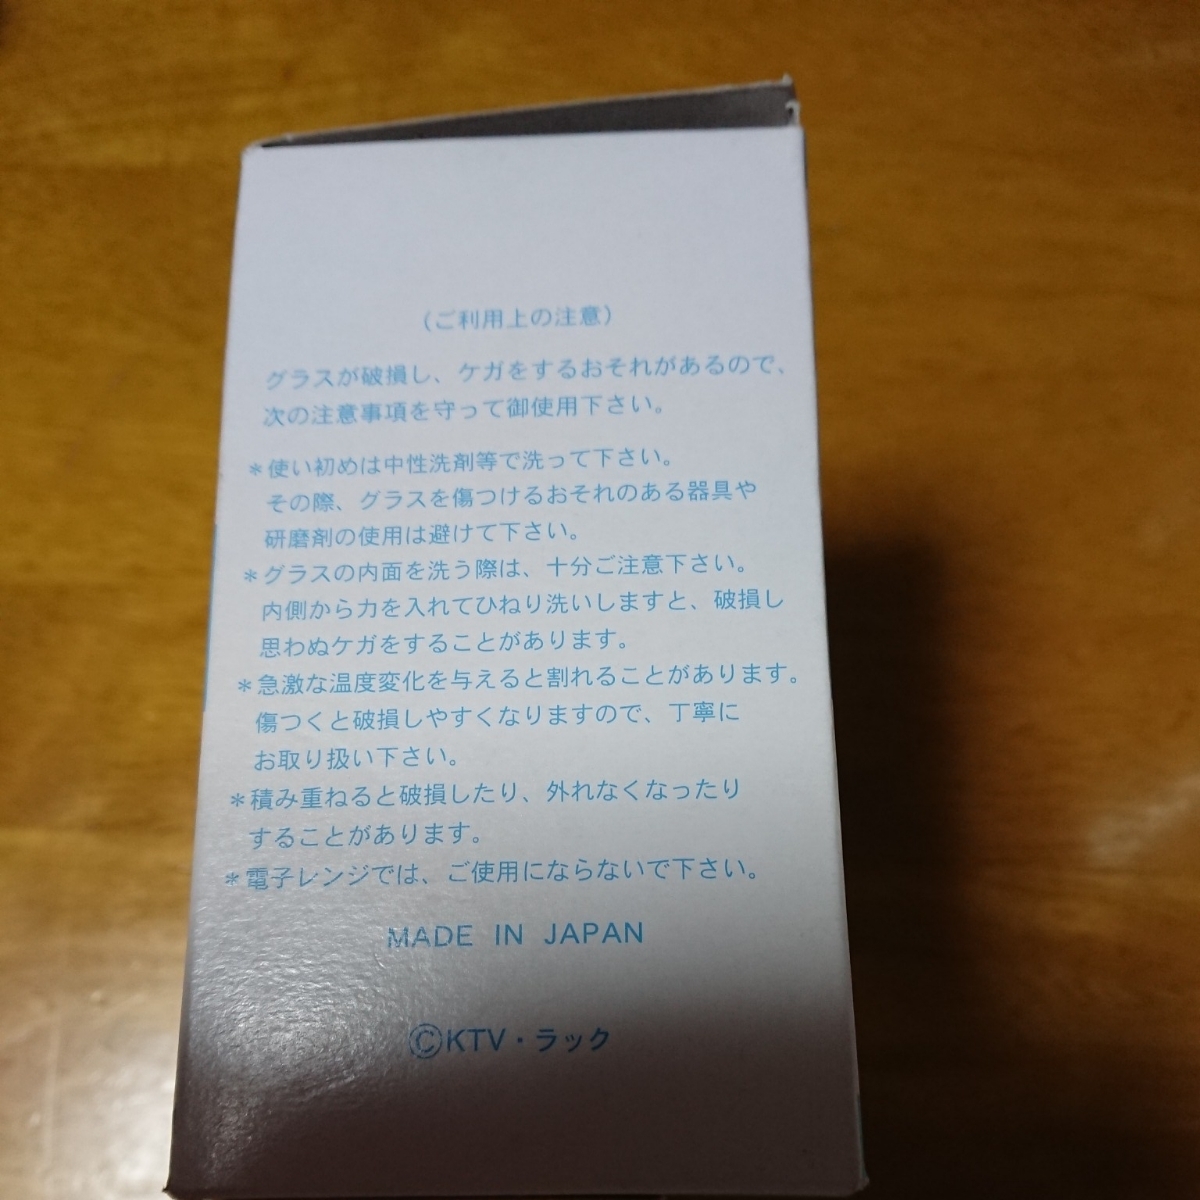 （ご利用上の注意）
グラスが破損し、ケガをするおそれがあるので、
次の注意事項を守って御使用下さい。
＊使い初めは中性洗剤等で洗って下さい。
その際、グラスを傷つけるおそれのある器具や
研磨剤の使用は避けて下さい。
＊グラスの内面を洗う際は、十分ご注意下さい。
内側から力を入れてひねり洗いしますと、破損し
思わぬケガをすることがあります。
＊急激な温度変化を与えると割れることがあります。
傷つくと破損しやすくなりますので、丁寧に
お取り扱い下さい。
＊積み重ねると破損したり、外れなくなったり
することがあります。
＊電子レンジでは、ご使用にならないで下さい。
MADE IN JAPAN
©KTV・ラック